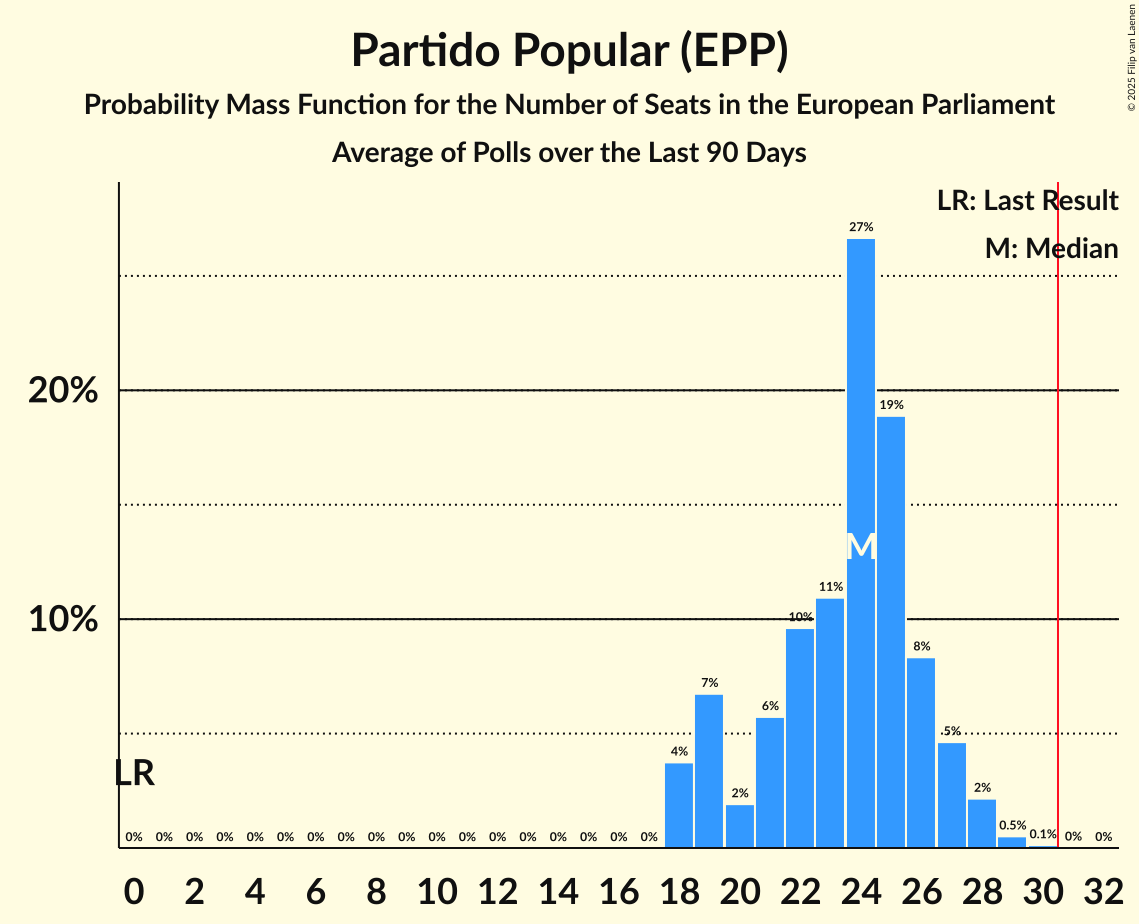 Partido Popular (EPP)
Probability Mass Function for the Number of Seats in the European Parliament
Average of Polls over the Last 90 Days
© 2025 Filip van Laenen
LR: Last Result
M: Median
27%
20%
19%
M
11%
10%
10%
8%
7%
6%
5%
4%
LR
2%
2%
0.5%
0.1%
0% 0% 0% 0% 0% 0% 0% 0% 0% 0% 0% 0% 0% 0% 0% 0% 0% 0% 0% 0%
0 2 4 6 8 10 12 14 16 18 20 22 24 26 28 30 32